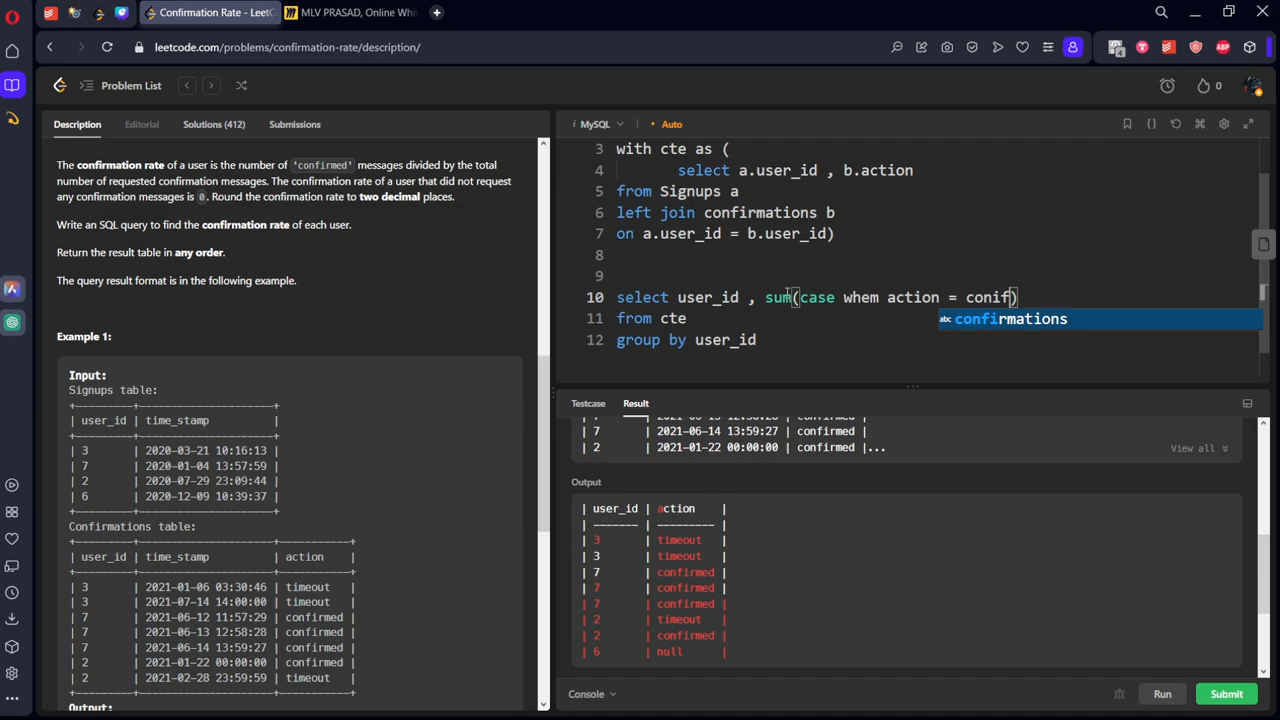 Confirmation Rate - LeetC
MLV PRASAD, Online Whit
leetcode.com/problems/confirmation-rate/description/
4
ABP
Problem List
0
Description
Editorial
Solutions (412)
Submissions
The confirmation rate of a user is the number of 'confirmed' messages divided by the total
number of requested confirmation messages. The confirmation rate of a user that did not request
any confirmation messages is 0. Round the confirmation rate to two decimal places.
Write an SQL query to find the confirmation rate of each user.
Return the result table in any order.
The query result format is in the following example.
Example 1:
Input:
Signups table:
+---------+---------------------+
| user_id | time_stamp |
+---------+---------------------+
| 3 | 2020-03-21 10:16:13 |
| 7 | 2020-01-04 13:57:59 |
| 2 | 2020-07-29 23:09:44 |
| 6 | 2020-12-09 10:39:37 |
+---------+---------------------+
Confirmations table:
+---------+---------------------+-----------+
| user_id | time_stamp | action |
+---------+---------------------+-----------+
| 3 | 2021-01-06 03:30:46 | timeout |
| 3 | 2021-07-14 14:00:00 | timeout |
| 7 | 2021-06-12 11:57:29 | confirmed |
| 7 | 2021-06-13 12:58:28 | confirmed |
| 7 | 2021-06-14 13:59:27 | confirmed |
| 2 | 2021-01-22 00:00:00 | confirmed |
| 2 | 2021-02-28 23:59:59 | timeout |
+---------+---------------------+-----------+
Output:
MySQL
• Auto
3 with cte as (
4 select a.user_id , b.action
5 from Signups a
6 left join confirmations b
7 on a.user_id = b.user_id)
8
9
10 select user_id , sum(case whem action = conif)
abc confirmations
11 from cte
12 group by user_id
Testcase
Result
| 7 | 2021-06-13 12:58:28 | confirmed |
| 7 | 2021-06-14 13:59:27 | confirmed |
| 2 | 2021-01-22 00:00:00 | confirmed |...
View all
Output
| user_id | action |
| ------- | --------- |
| 3 | timeout |
| 3 | timeout |
| 7 | confirmed |
| 7 | confirmed |
| 7 | confirmed |
| 2 | timeout |
| 2 | confirmed |
| 6 | null |
Console
Run
Submit